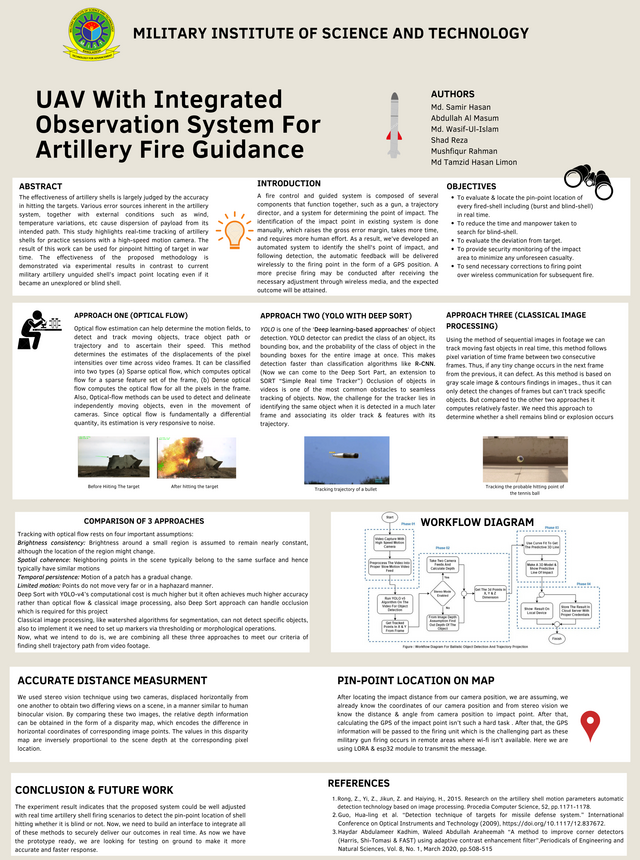 MILITARY INSTITUTE OF SCIENCE AND TECHNOLOGY
UAV With Integrated
Observation System For
Artillery Fire Guidance
AUTHORS
Md. Samir Hasan
Abdullah Al Masum
Md. Wasif-Ul-Islam
Shad Reza
Mushfiqur Rahman
Md Tamzid Hasan Limon
ABSTRACT
The effectiveness of artillery shells is largely judged by the accuracy
in hitting the targets. Various error sources inherent in the artillery
system, together with external conditions such as wind,
temperature variations, etc cause dispersion of payload from its
intended path. This study highlights real-time tracking of artillery
shells for practice sessions with a high-speed motion camera. The
result of this work can be used for pinpoint hitting of target in war
time. The effectiveness of the proposed methodology is
demonstrated via experimental results in contrast to current
military artillery unguided shell's impact point locating even if it
became an unexplored or blind shell.
INTRODUCTION
A fire control and guided system is composed of several
components that function together, such as a gun, a trajectory
director, and a system for determining the point of impact. The
identification of the impact point in existing system is done
manually, which raises the gross error margin, takes more time,
and requires more human effort. As a result, we've developed an
automated system to identify the shell's point of impact, and
following detection, the automatic feedback will be delivered
wirelessly to the firing point in the form of a GPS position. A
more precise firing may be conducted after receiving the
necessary adjustment through wireless media, and the expected
outcome will be attained.
OBJECTIVES
• To evaluate & locate the pin-point location of
every fired-shell including (burst and blind-shell)
in real time.
• To reduce the time and manpower taken to
search for blind-shell.
• To evaluate the deviation from target.
• To provide security monitoring of the impact
area to minimize any unforeseen casualty.
• To send necessary corrections to firing point
over wireless communication for subsequent fire.
APPROACH ONE (OPTICAL FLOW)
Optical flow estimation can help determine the motion fields, to
detect and track moving objects, trace object path or
trajectory and to ascertain their speed. This method
determines the estimates of the displacements of the pixel
intensities over time across video frames. It can be classified
into two types (a) Sparse optical flow, which computes optical
flow for a sparse feature set of the frame, (b) Dense optical
flow computes the optical flow for all the pixels in the frame.
Also, Optical-flow methods can be used to detect and delineate
independently moving objects, even in the movement of
cameras. Since optical flow is fundamentally a differential
quantity, its estimation is very responsive to noise.
Before Hitting The target
After hitting the target
APPROACH TWO (YOLO WITH DEEP SORT)
YOLO is one of the 'Deep learning-based approaches' of object
detection. YOLO detector can predict the class of an object, its
bounding box, and the probability of the class of object in the
bounding boxes for the entire image at once. This makes
detection faster than classification algorithms like R-CNN.
(Now we can come to the Deep Sort Part, an extension to
SORT "Simple Real time Tracker") Occlusion of objects in
videos is one of the most common obstacles to seamless
tracking of objects. Now, the challenge for the tracker lies in
identifying the same object when it is detected in a much later
frame and associating its older track & features with its
trajectory.
Tracking trajectory of a bullet
APPROACH THREE (CLASSICAL IMAGE
PROCESSING)
Using the method of sequential images in footage we can
track moving fast objects in real time, this method follows
pixel variation of time frame between two consecutive
frames. Thus, if any tiny change occurs in the next frame
from the previous, it can defect. As this method is based on
gray scale image & contours findings in images., thus it can
only detect the changes of frames but can't track specific
objects. But compared to the other two approaches it
computes relatively faster. We need this approach to
determine whether a shell remains blind or explosion occurs
Tracking the probable hitting point of
the tennis ball
COMPARISON OF 3 APPROACHES
Tracking with optical flow rests on four important assumptions:
Brightness consistency: Brightness around a small region is assumed to remain nearly constant,
although the location of the region might change.
Spatial coherence: Neighboring points in the scene typically belong to the same surface and hence
typically have similar motions
Temporal persistence: Motion of a patch has a gradual change.
Limited motion: Points do not move very far or in a haphazard manner.
Deep Sort with YOLO-v4's computational cost is much higher but it often achieves much higher accuracy
rather than optical flow & classical image processing, also Deep Sort approach can handle occlusion
which is required for this project
Classical image processing, like watershed algorithms for segmentation, can not detect specific objects,
also to implement it we need to set up markers via thresholding or morphological operations.
Now, what we intend to do is, we are combining all these three approaches to meet our criteria of
finding shell trajectory path from video footage.
WORKFLOW DIAGRAM
Start
Phase 01
Video Capture With
High Speed Motion
Camera
Preprocess The Video Into
Proper Slow-Motion Video
Feed
Run YOLO v4
Algorithm On The
Video For Object
Detection
Get Tracked
Points In X & Y
From Frame
Phase 02
Take Two Camera
Feeds And
Calculate Depth
Stereo Model
Enabled?
Yes
No
From Image Depth
Assumption Find
Out Depth Of The
Object
Get The 3d Points
X, Y & Z
Dimension
Phase 03
Use Curve Fit To Get
The Predictive 3D Line
Make A 3D Model &
Show Predictive
Line Of Impact
Phase 04
Show Result On
Local Device
Store The Result In
Cloud Server With
Proper Credentials
Finish
Figure : Workflow Diagram For Ballistic Object Detection And Trajectory Projection
ACCURATE DISTANCE MEASURMENT
We used stereo vision technique using two cameras, displaced horizontally from
one another to obtain two differing views on a scene, in a manner similar to human
binocular vision. By comparing these two images, the relative depth information
can be obtained in the form of a disparity map, which encodes the difference in
horizontal coordinates of corresponding image points. The values in this disparity
map are inversely proportional to the scene depth at the corresponding pixel
location.
PIN-POINT LOCATION ON MAP
After locating the impact distance from our camera position, we are assuming, we
already know the coordinates of our camera position and from stereo vision we
know the distance & angle from camera position to impact point. After that,
calculating the GPS of the impact point isn't such a hard task . After that, the GPS
information will be passed to the firing unit which is the challenging part as these
military gun firing occurs in remote areas where wi-fi isn't available. Here we are
using LORA & esp32 module to transmit the message.
CONCLUSION & FUTURE WORK
The experiment result indicates that the proposed system could be well adjusted
with real time artillery shell firing scenarios to detect the pin-point location of shell
hitting whether it is blind or not. Now, we need to build an interface to integrate all
of these methods to securely deliver our outcomes in real time. As now we have
the prototype ready, we are looking for testing on ground to make it more
accurate and faster response.
REFERENCES
1. Rong, Z., Yi, Z., Jikun, Z. and Haiying, H., 2015. Research on the artillery shell motion parameters automatic
detection technology based on image processing. Procedia Computer Science, 52, pp.1171-1178.
2. Guo, Hua-ling et al. "Detection technique of targets for missile defense system." International
Conference on Optical Instruments and Technology (2009). https://doi.org/10.1117/12.837672.
3. Haydar Abdulameer Kadhim, Waleed Abdullah Araheemah "A method to improve corner detectors
(Harris, Shi-Tomasi & FAST) using adaptive contrast enhancement filter",Periodicals of Engineering and
Natural Sciences, Vol. 8, No. 1, March 2020, pp.508-515